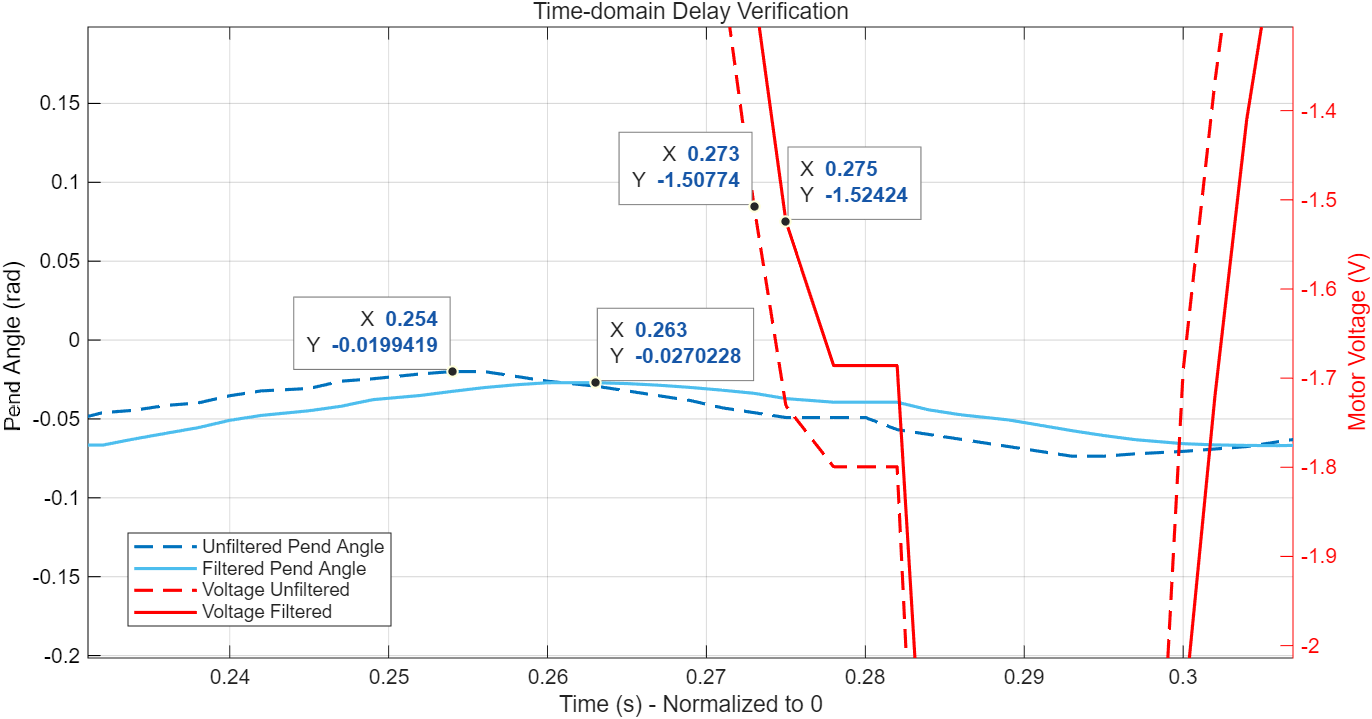 Time-domain Delay Verification
Pend Angle (rad)
0.15
0.1
0.05
0
-0.05
-0.1
-0.15
-0.2
X 0.273
Y -1.50774
X 0.275
Y -1.52424
X 0.254
Y -0.0199419
X 0.263
Y -0.0270228
Unfiltered Pend Angle
Filtered Pend Angle
Voltage Unfiltered
Voltage Filtered
-1.4
-1.5
-1.6
-1.7
-1.8
-1.9
-2
Motor Voltage (V)
0.24 0.25 0.26 0.27 0.28 0.29 0.3
Time (s) - Normalized to 0